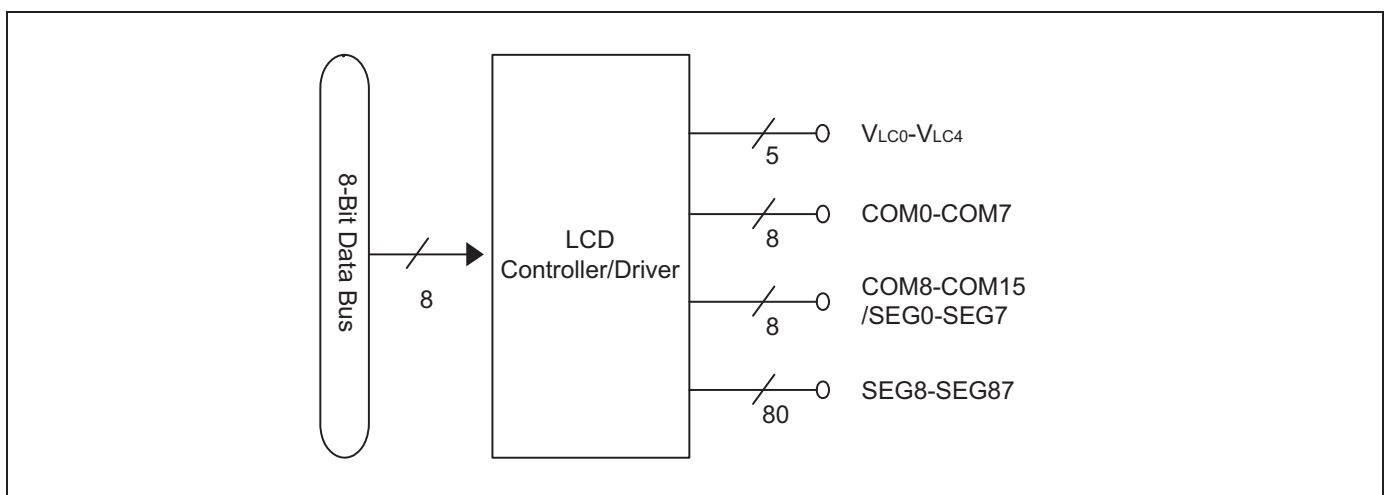 8-Bit Data Bus
8
LCD
Controller/Driver
VLC0-VLC4
5
COM0-COM7
8
COM8-COM15
/SEG0-SEG7
8
SEG8-SEG87
80